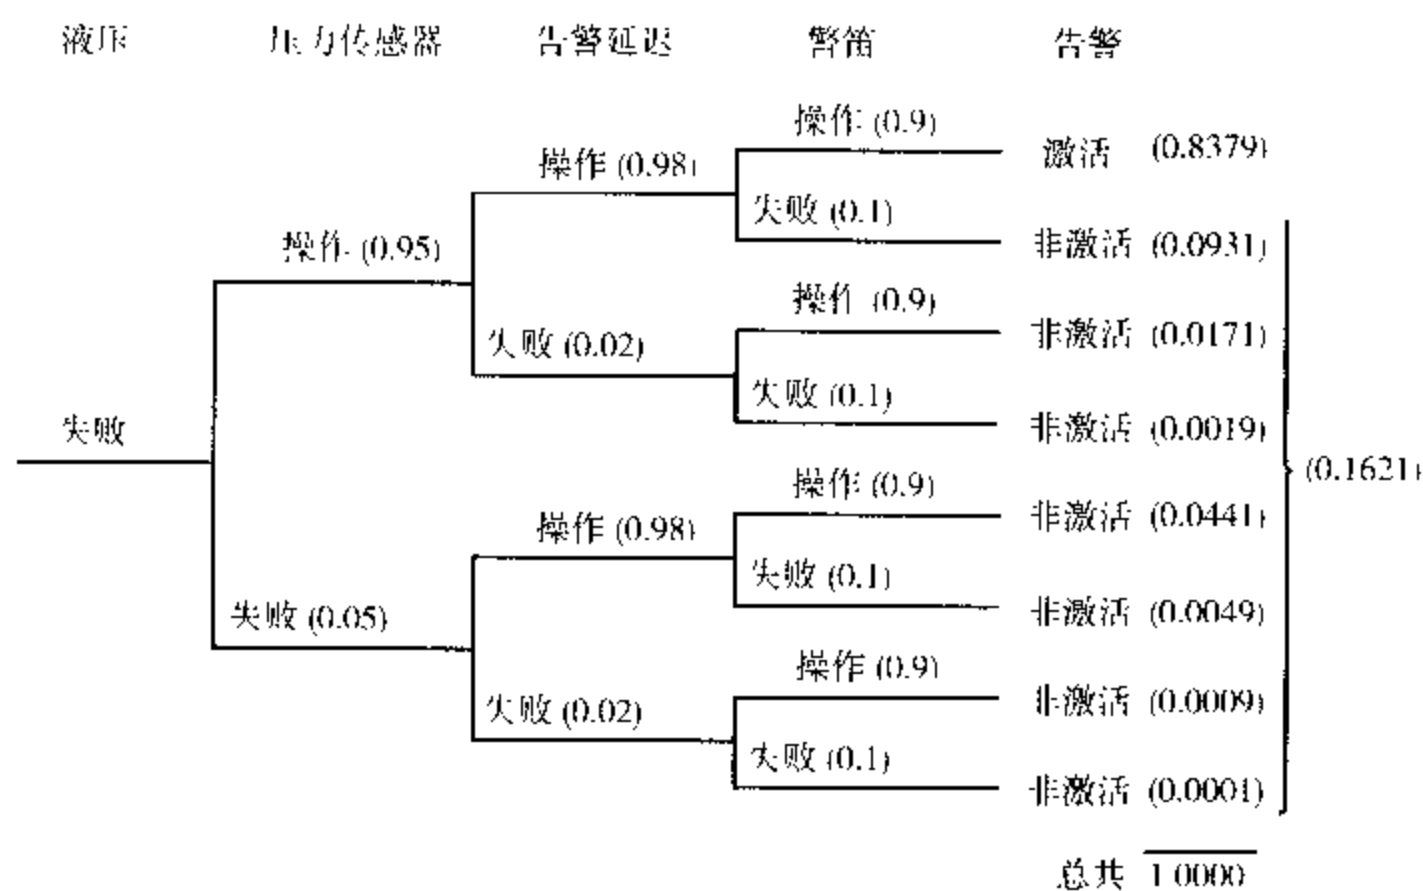 液压 压力传感器 告警延迟 警笛 告警
操作 (0.9)
激活 (0.8379)
操作 (0.98)
失败 (0.1)
非激活 (0.0931)
操作 (0.95)
操作 (0.9)
非激活 (0.0171)
失败 (0.02)
失败 (0.1)
非激活 (0.0019)
失败
(0.1621)
操作 (0.9)
非激活 (0.0441)
操作 (0.98)
失败 (0.1)
非激活 (0.0049)
失败 (0.05)
操作 (0.9)
非激活 (0.0009)
失败 (0.02)
失败 (0.1)
非激活 (0.0001)
总共 1.0000